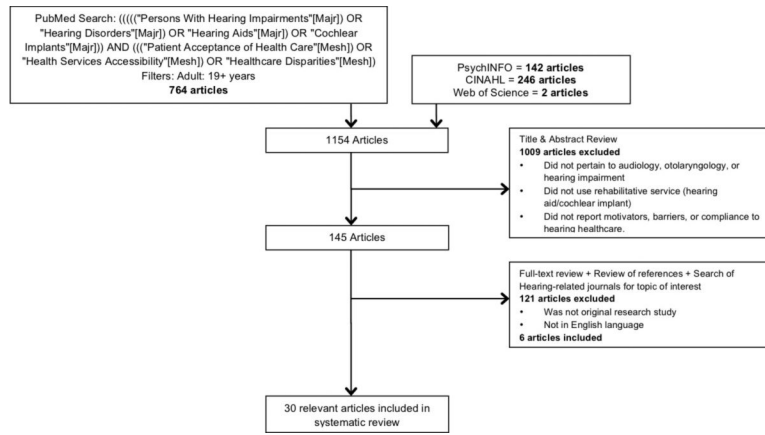 PubMed Search: ((((("Persons With Hearing Impairments"[Majr]) OR
"Hearing Disorders"[Majr]) OR "Hearing Aids"[Majr]) OR "Cochlear
Implants"[Majr])) AND ((("Patient Acceptance of Health Care"[Mesh]) OR
"Health Services Accessibility"[Mesh]) OR "Healthcare Disparities"[Mesh])
Filters: Adult: 19+ years
764 articles
PsychINFO = 142 articles
CINAHL = 246 articles
Web of Science = 2 articles
1154 Articles
Title & Abstract Review
1009 articles excluded
• Did not pertain to audiology, otolaryngology, or
hearing impairment
• Did not use rehabilitative service (hearing
aid/cochlear implant)
• Did not report motivators, barriers, or compliance to
hearing healthcare.
145 Articles
Full-text review + Review of references + Search of
Hearing-related journals for topic of interest
121 articles excluded
• Was not original research study
• Not in English language
6 articles included
30 relevant articles included in
systematic review